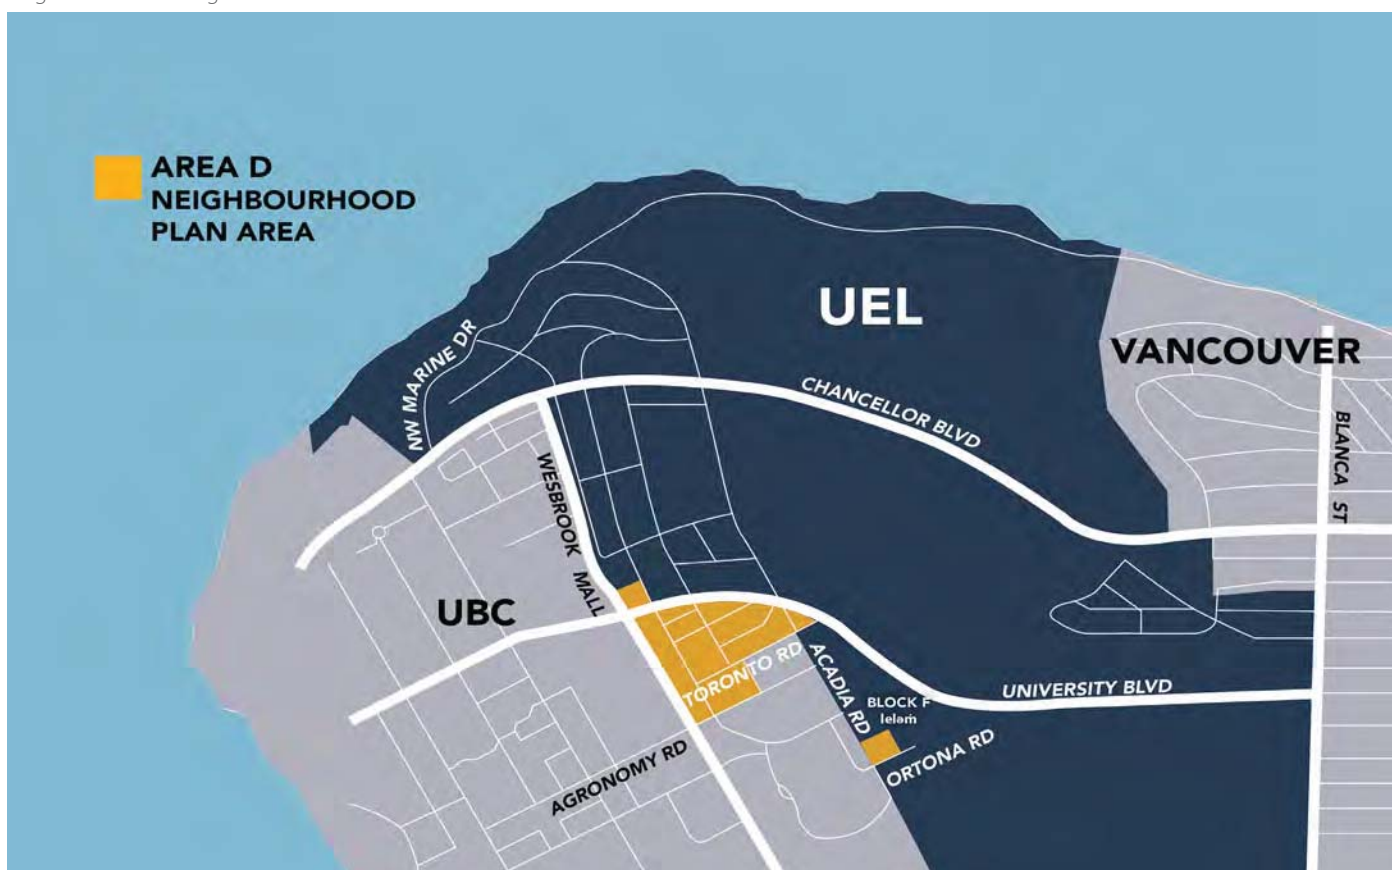 AREA D
NEIGHBOURHOOD
PLAN AREA
UEL
NW MARINE DR
VANCOUVER
CHANCELLOR BLVD
BLANCA ST
WESBROOK MALL
UBC
TORONTO RD
ACADIA RD
UNIVERSITY BLVD
BLOCK F
leləm̓
ORTONA RD
AGRONOMY RD